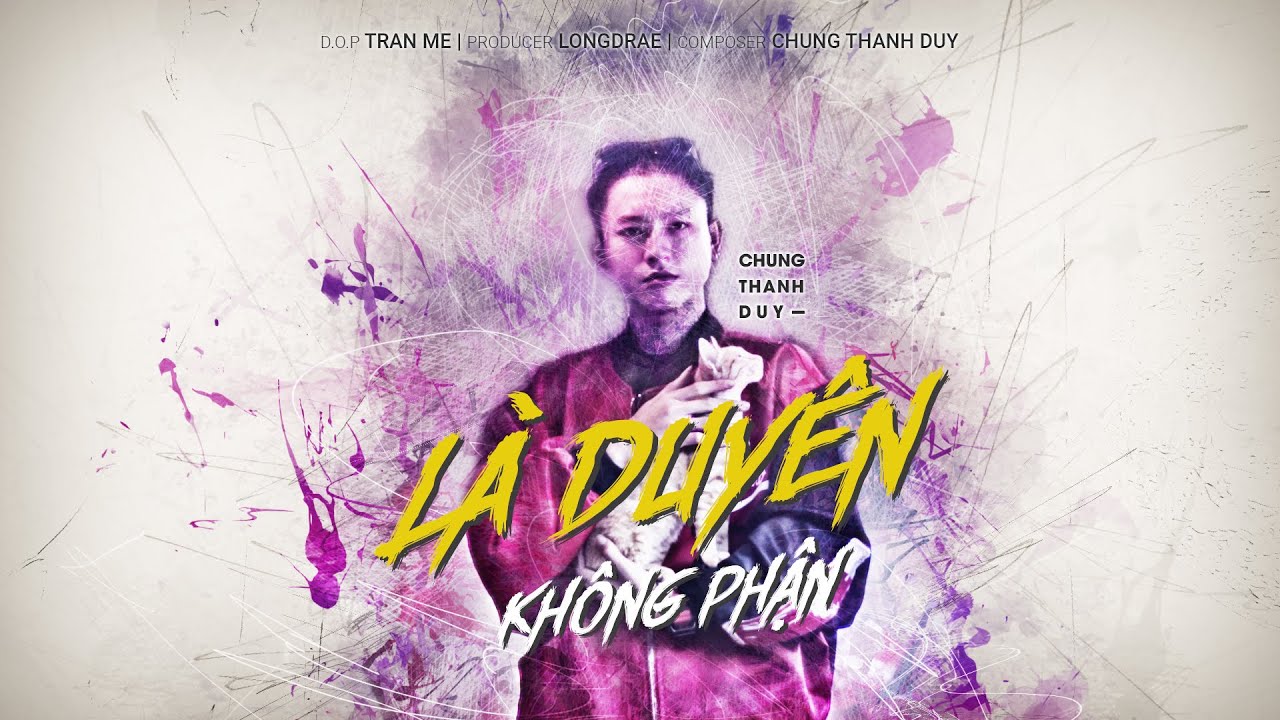 D.O.P TRAN ME | PRODUCER LONGDRAE | COMPOSER CHUNG THANH DUY
CHUNG
THANH
DUY —
LÀ DUYÊN
KHÔNG PHẬN